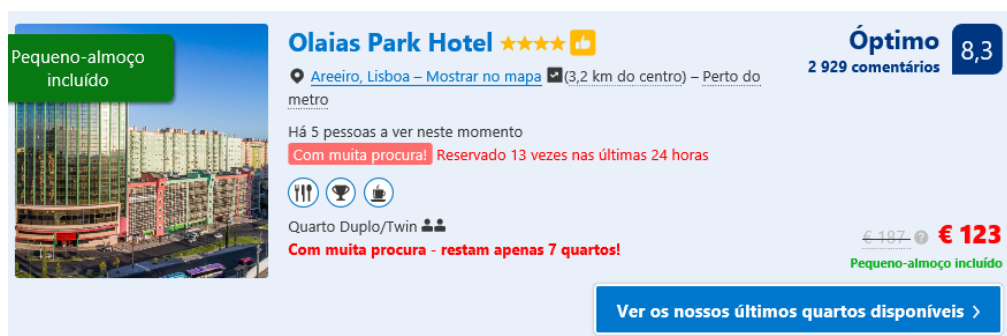 Pequeno-almoço
incluído
Olaias Park Hotel
Óptimo
2 929 comentários
8,3
Areeiro, Lisboa – Mostrar no mapa (3,2 km do centro) – Perto do
metro
Há 5 pessoas a ver neste momento
Com muita procura! Reservado 13 vezes nas últimas 24 horas
Quarto Duplo/Twin
Com muita procura - restam apenas 7 quartos!
€ 187 € 123
Pequeno-almoço incluído
Ver os nossos últimos quartos disponíveis